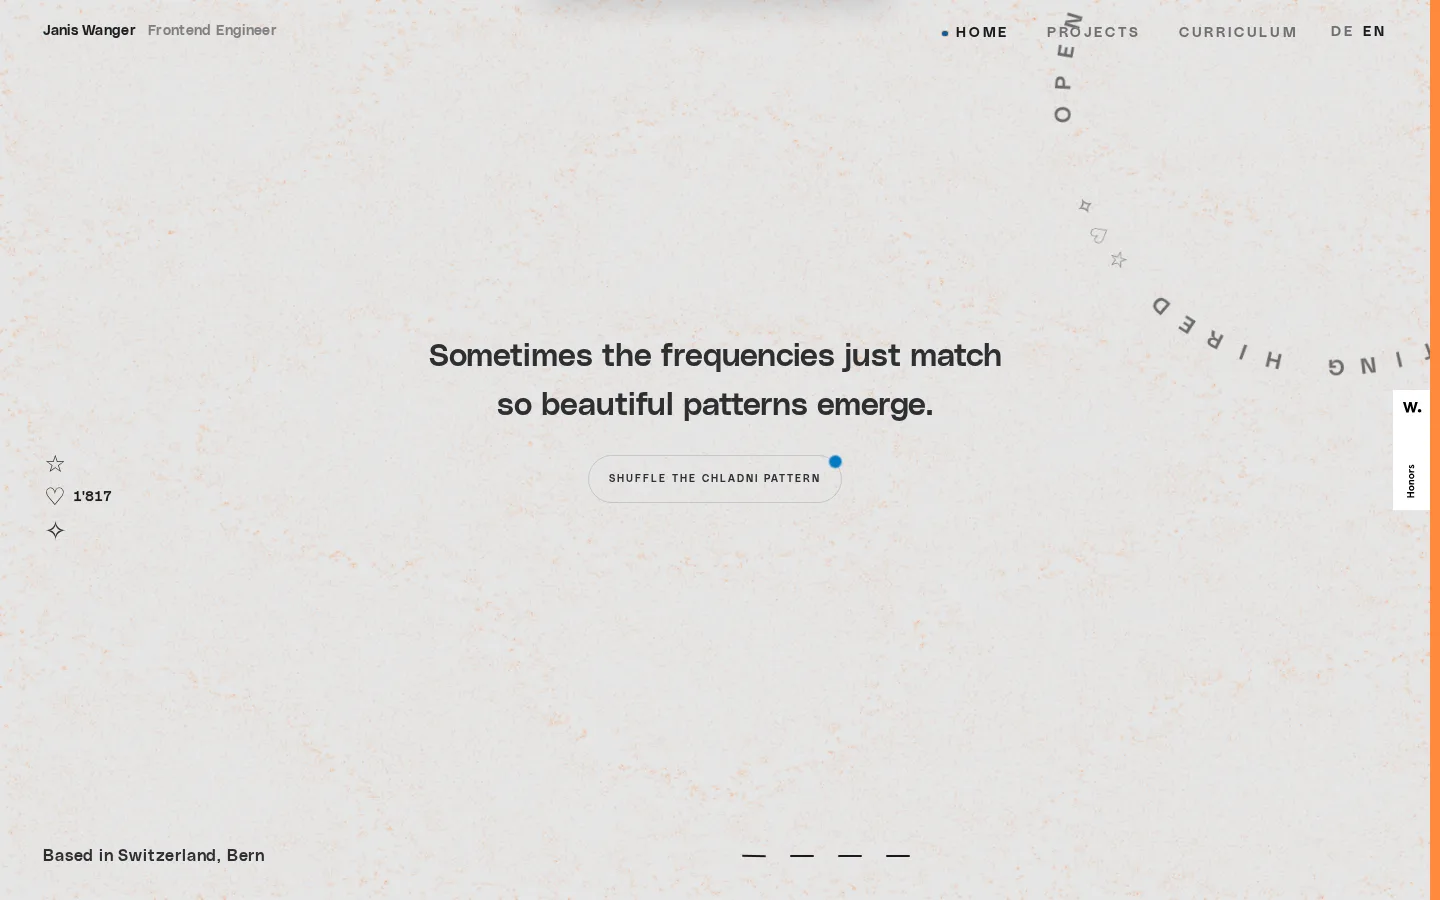 Janis Wanger Frontend Engineer
HOME PROJECTS CURRICULUM DE EN
OPEN
HIRED
Sometimes the frequencies just match
so beautiful patterns emerge.
SHUFFLE THE CHLADNI PATTERN
1'817
W.
Honors
Based in Switzerland, Bern